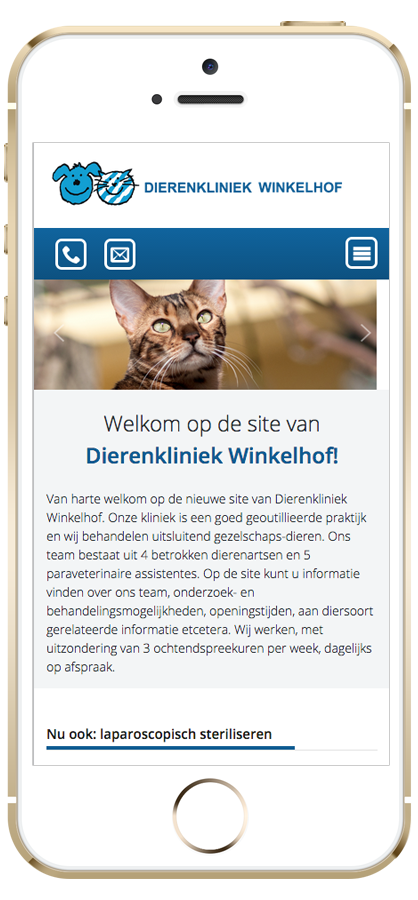 DIERENKLINIEK WINKELHOF
Welkom op de site van
Dierenkliniek Winkelhof!
Van harte welkom op de nieuwe site van Dierenkliniek
Winkelhof. Onze kliniek is een goed geoutillieerde praktijk
en wij behandelen uitsluitend gezelschaps-dieren. Ons
team bestaat uit 4 betrokken dierenartsen en 5
paraveterinaire assistentes. Op de site kunt u informatie
vinden over ons team, onderzoek- en
behandelingsmogelijkheden, openingstijden, aan diersoort
gerelateerde informatie etcetera. Wij werken, met
uitzondering van 3 ochtendspreekuren per week, dagelijks
op afspraak.
Nu ook: laparoscopisch steriliseren